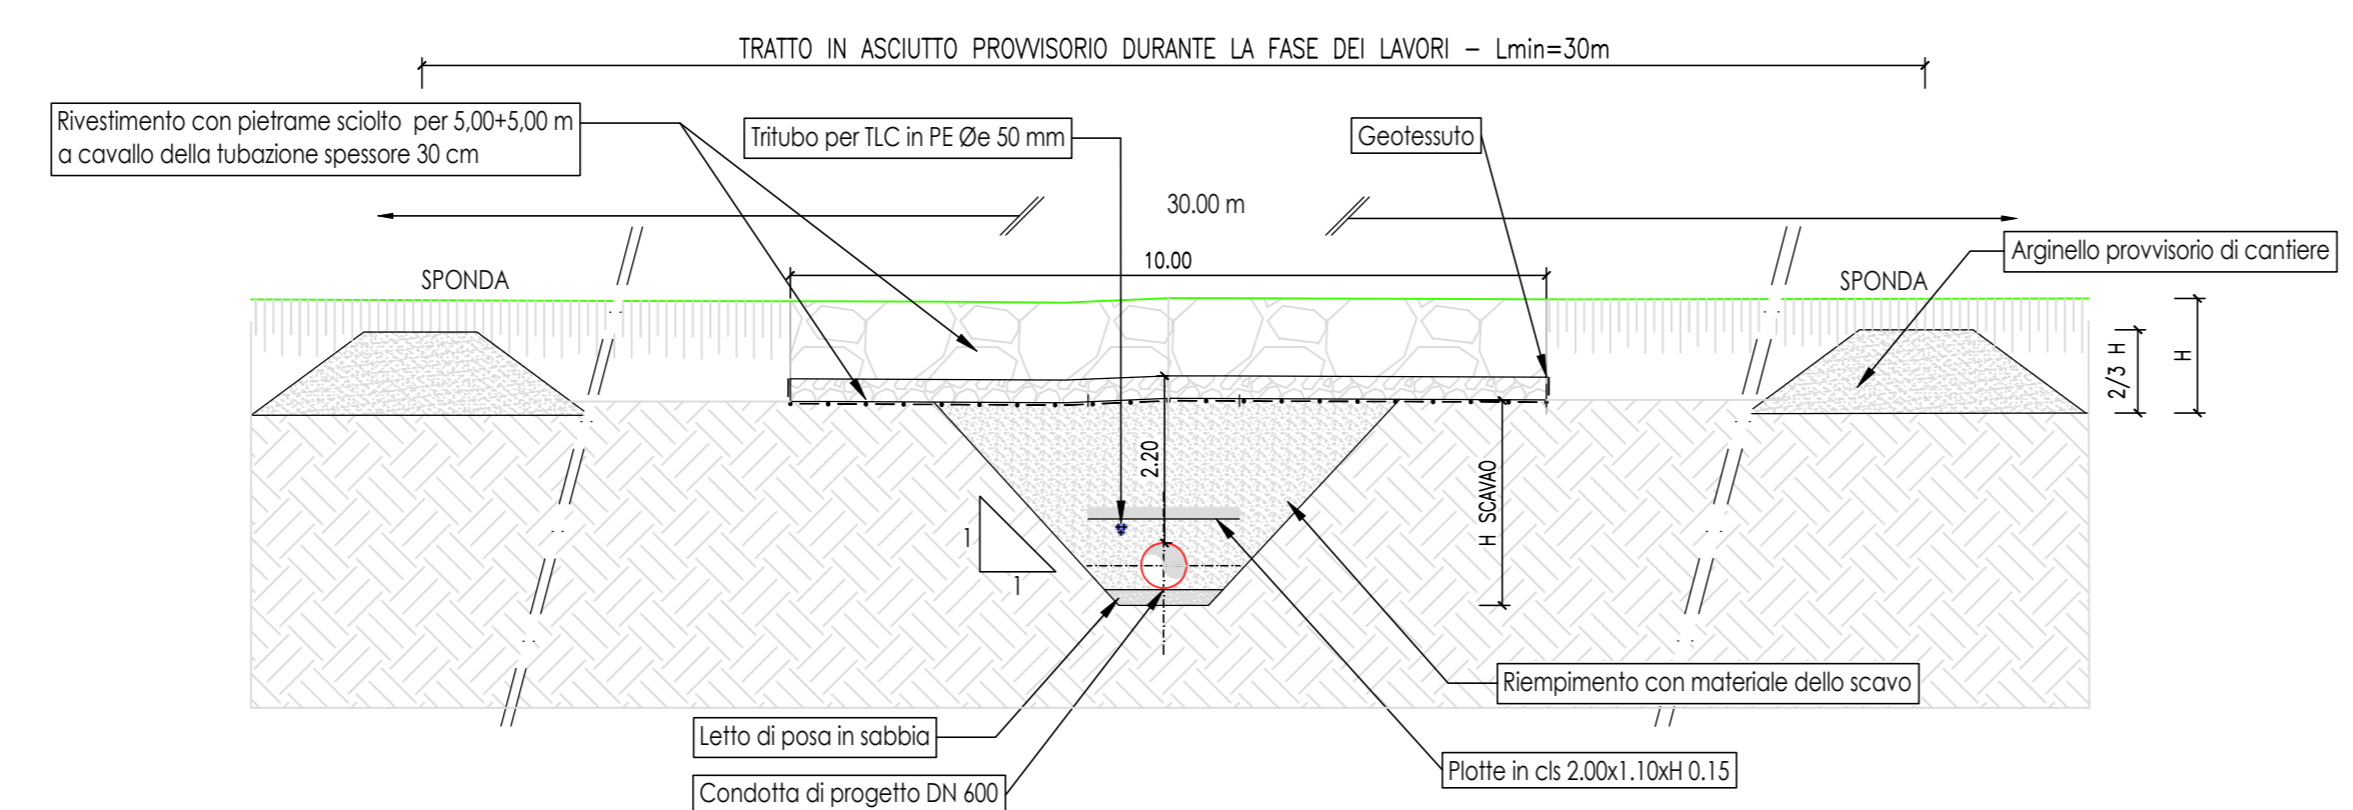 TRATTO IN ASCIUTTO PROVVISORIO DURANTE LA FASE DEI LAVORI - Lmin=30m
Rivestimento con pietrame sciolto per 5,00+5,00 m
a cavallo della tubazione spessore 30 cm
Tritubo per TLC in PE Øe 50 mm
Geotessuto
30.00 m
Arginello provvisorio di cantiere
10.00
SPONDA
SPONDA
2/3 H
H
2.20
H SCAVAO
1
1
Riempimento con materiale dello scavo
Letto di posa in sabbia
Plotte in cls 2.00x1.10xH 0.15
Condotta di progetto DN 600